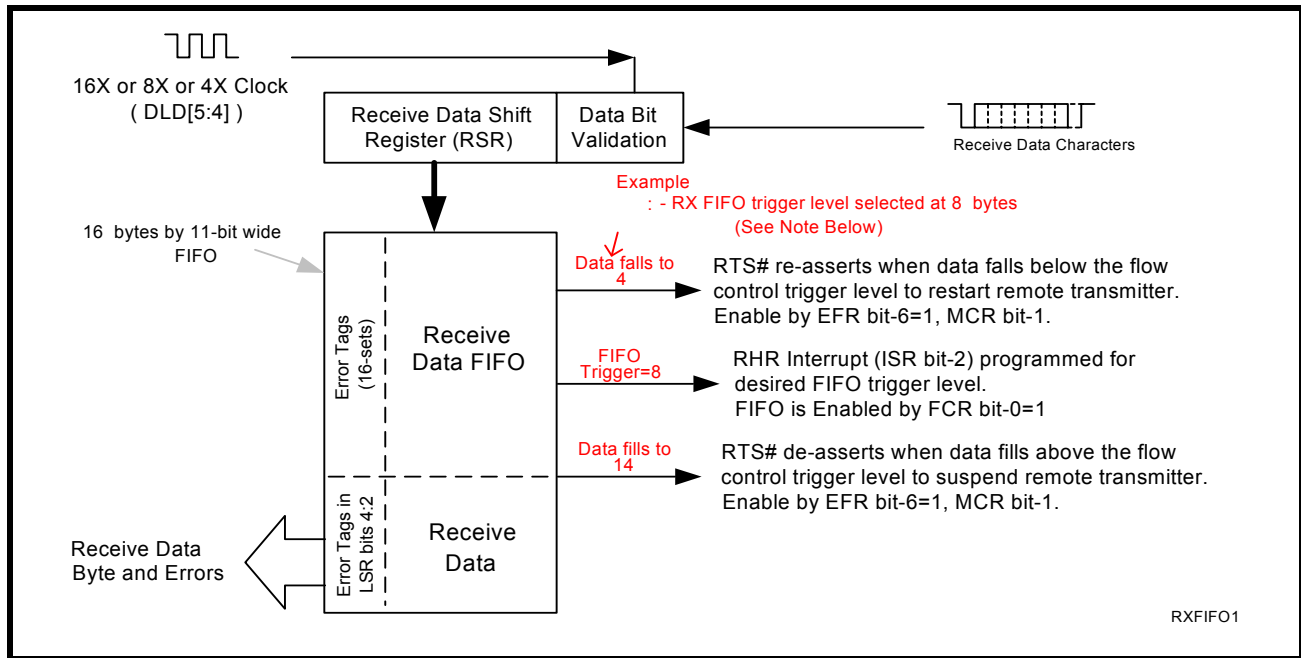 16X or 8X or 4X Clock
( DLD[5:4] )
Receive Data Shift
Register (RSR)
Data Bit
Validation
Receive Data Characters
Example
: - RX FIFO trigger level selected at 8 bytes
(See Note Below)
16 bytes by 11-bit wide
FIFO
Error Tags
(16-sets)
Receive
Data FIFO
Data falls to
4
RTS# re-asserts when data falls below the flow
control trigger level to restart remote transmitter.
Enable by EFR bit-6=1, MCR bit-1.
FIFO
Trigger=8
RHR Interrupt (ISR bit-2) programmed for
desired FIFO trigger level.
FIFO is Enabled by FCR bit-0=1
Data fills to
14
RTS# de-asserts when data fills above the flow
control trigger level to suspend remote transmitter.
Enable by EFR bit-6=1, MCR bit-1.
Error Tags in
LSR bits 4:2
Receive
Data
Receive Data
Byte and Errors
RXFIFO1